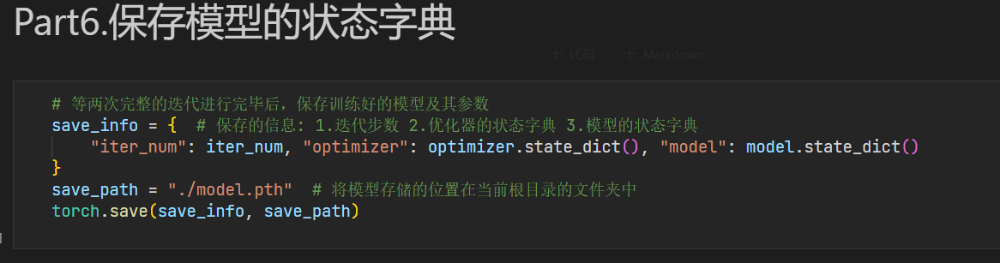 Part6.保存模型的状态字典
+ 代码 + Markdown
# 等两次完整的迭代进行完毕后，保存训练好的模型及其参数
save_info = { # 保存的信息: 1.迭代步数 2.优化器的状态字典 3.模型的状态字典
"iter_num": iter_num, "optimizer": optimizer.state_dict(), "model": model.state_dict()
}
save_path = "./model.pth" # 将模型存储的位置在当前根目录的文件夹中
torch.save(save_info, save_path)